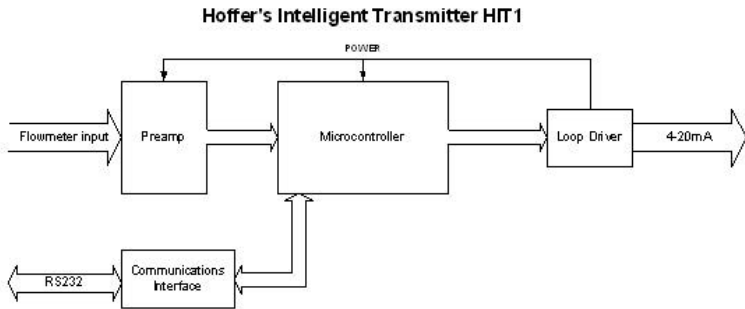 Hoffer's Intelligent Transmitter HIT1
POWER
Flowmeter input
Preamp
Microcontroller
Loop Driver
4-20mA
RS232
Communications
Interface